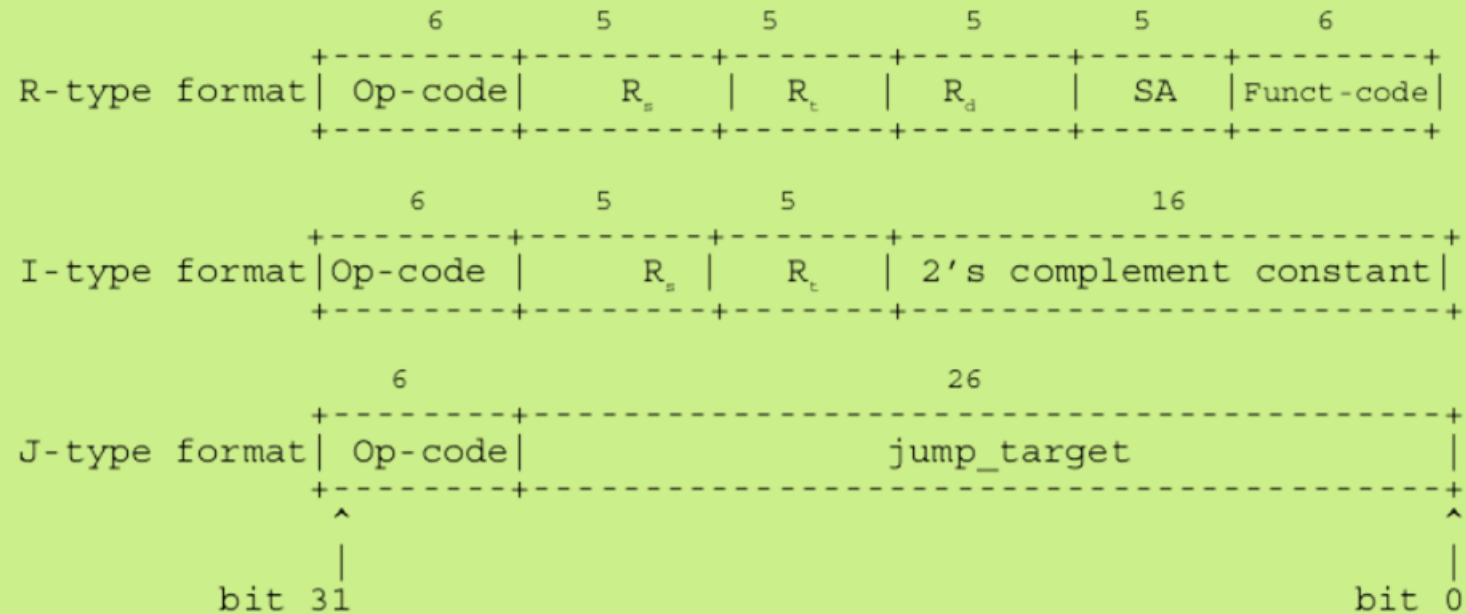 6 5 5 5 5 6
+--------+--------+-------+-------+------+--------+
R-type format| Op-code| Rs | Rt | Rd | SA |Funct-code|
+--------+--------+-------+-------+------+--------+
6 5 5 16
+--------+--------+-------+------------------------+
I-type format|Op-code | Rs | Rt | 2's complement constant|
+--------+--------+-------+------------------------+
6 26
+--------+------------------------------------------+
J-type format| Op-code| jump_target |
+--------+------------------------------------------+
^ ^
| |
bit 31 bit 0